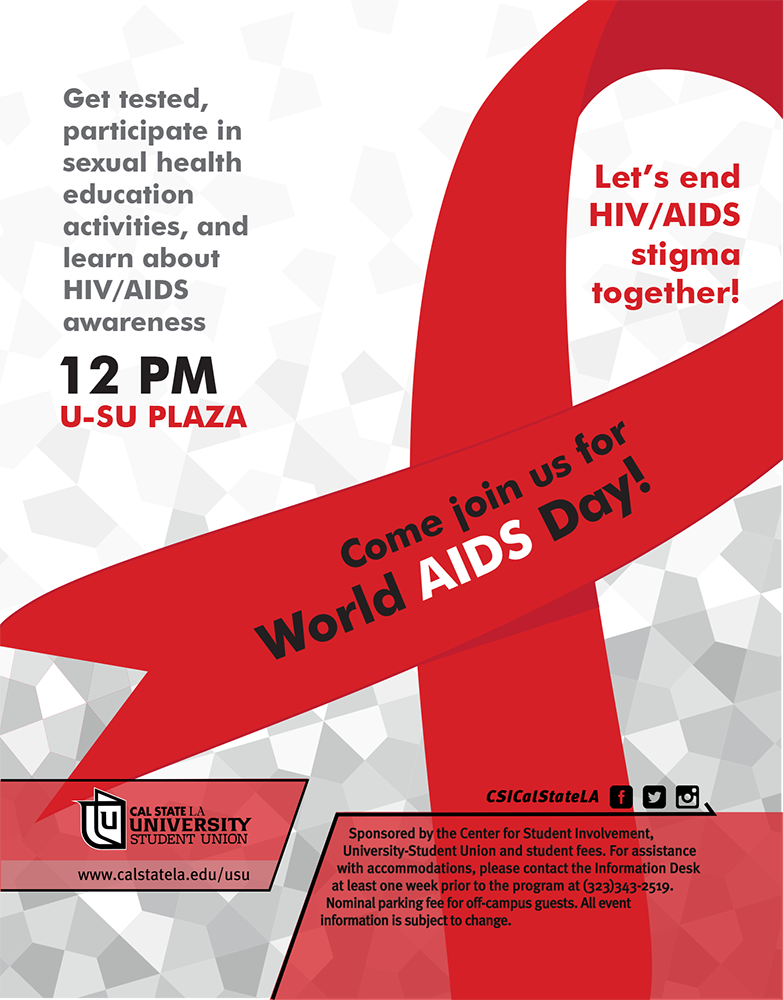 Get tested,
participate in
sexual health
education
activities, and
learn about
HIV/AIDS
awareness
12 PM
U-SU PLAZA
Let's end
HIV/AIDS
stigma
together!
Come join us for
World AIDS Day!
CAL STATE LA
UNIVERSITY
STUDENT UNION
www.calstatela.edu/usu
CSICalStateLA
Sponsored by the Center for Student Involvement,
University-Student Union and student fees. For assistance
with accommodations, please contact the Information Desk
at least one week prior to the program at (323)343-2519.
Nominal parking fee for off-campus guests. All event
information is subject to change.